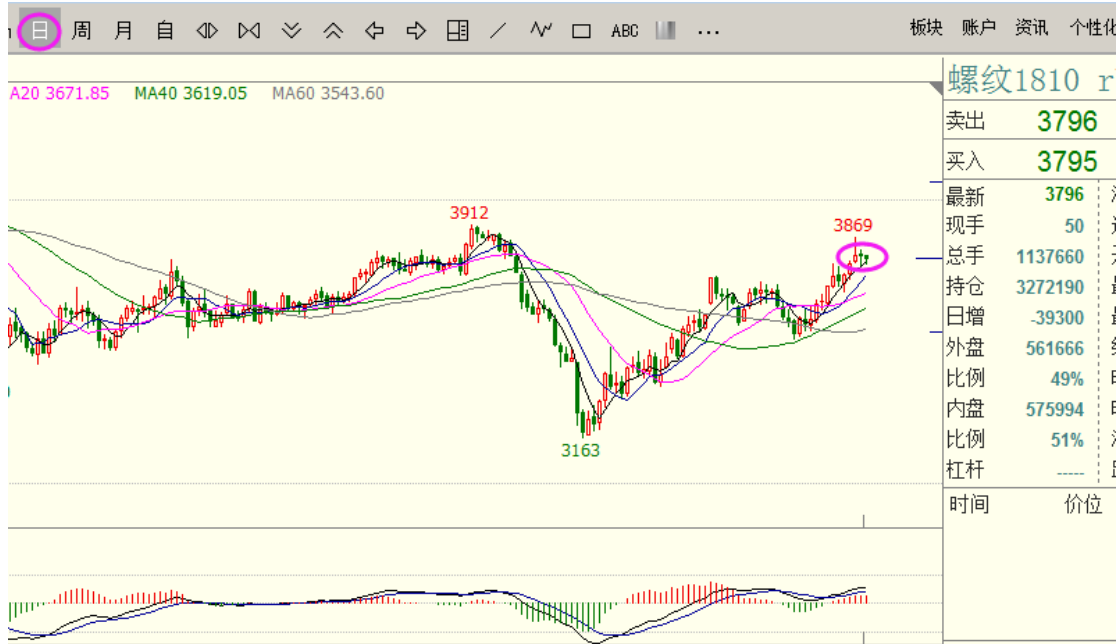 日 周 月 自 ABC ...
板块 账户 资讯 个性化
A20 3671.85 MA40 3619.05 MA60 3543.60
螺纹1810 r
卖出 3796
买入 3795
最新 3796
现手 50
总手 1137660
持仓 3272190
日增 -39300
外盘 561666
比例 49%
内盘 575994
比例 51%
杠杆 -----
时间 价位
3912
3869
3163